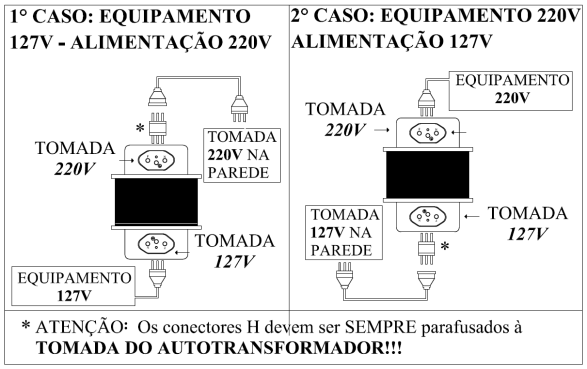 1° CASO: EQUIPAMENTO
127V - ALIMENTAÇÃO 220V
*
TOMADA
220V
TOMADA
220V NA
PAREDE
TOMADA
127V
EQUIPAMENTO
127V
2° CASO: EQUIPAMENTO 220V
ALIMENTAÇÃO 127V
EQUIPAMENTO
220V
TOMADA
220V
TOMADA
127V NA
PAREDE
TOMADA
127V
*
* ATENÇÃO: Os conectores H devem ser SEMPRE parafusados à
TOMADA DO AUTOTRANSFORMADOR!!!